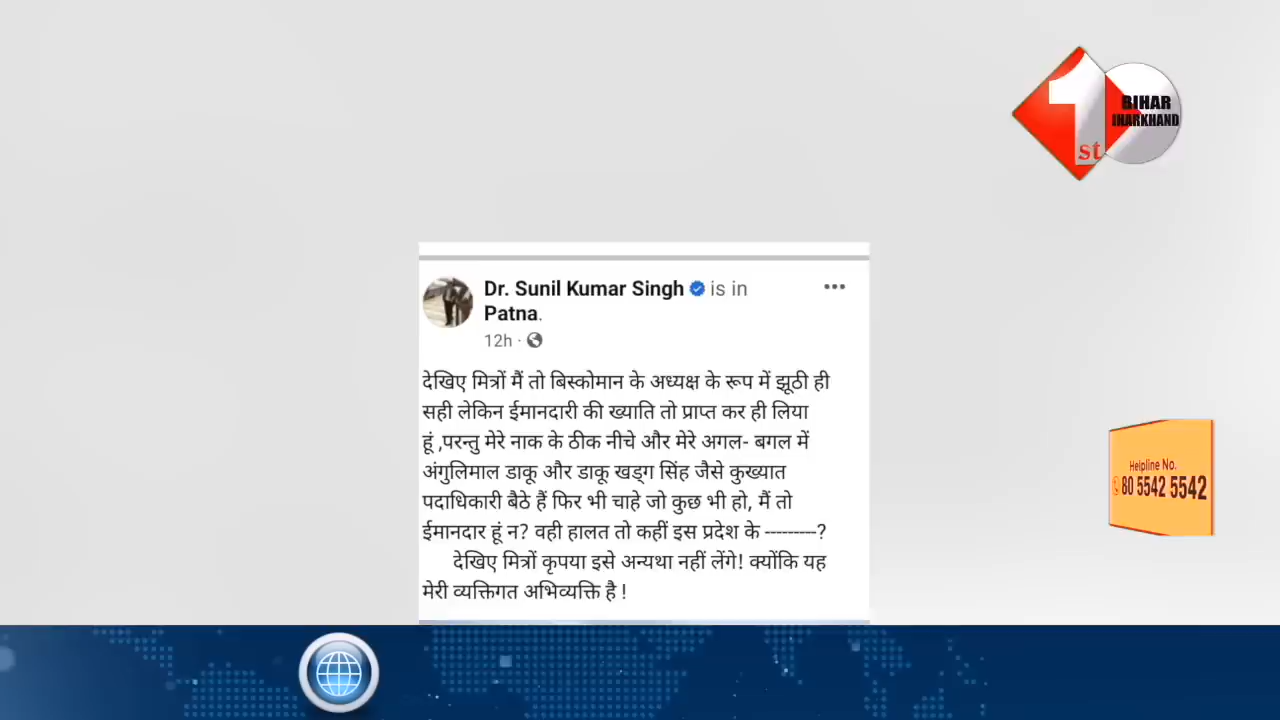 1st
BIHAR
JHARKHAND
Dr. Sunil Kumar Singh is in
Patna.
12h ·
देखिए मित्रों मैं तो बिस्कोमान के अध्यक्ष के रूप में झूठी ही
सही लेकिन ईमानदारी की ख्याति तो प्राप्त कर ही लिया
हूं ,परन्तु मेरे नाक के ठीक नीचे और मेरे अगल- बगल में
अंगुलिमाल डाकू और डाकू खड्ग सिंह जैसे कुख्यात
पदाधिकारी बैठे हैं फिर भी चाहे जो कुछ भी हो, मैं तो
ईमानदार हूं न? वही हालत तो कहीं इस प्रदेश के ---------?
देखिए मित्रों कृपया इसे अन्यथा नहीं लेंगे! क्योंकि यह
मेरी व्यक्तिगत अभिव्यक्ति है !
Helpline No.
80 5542 5542